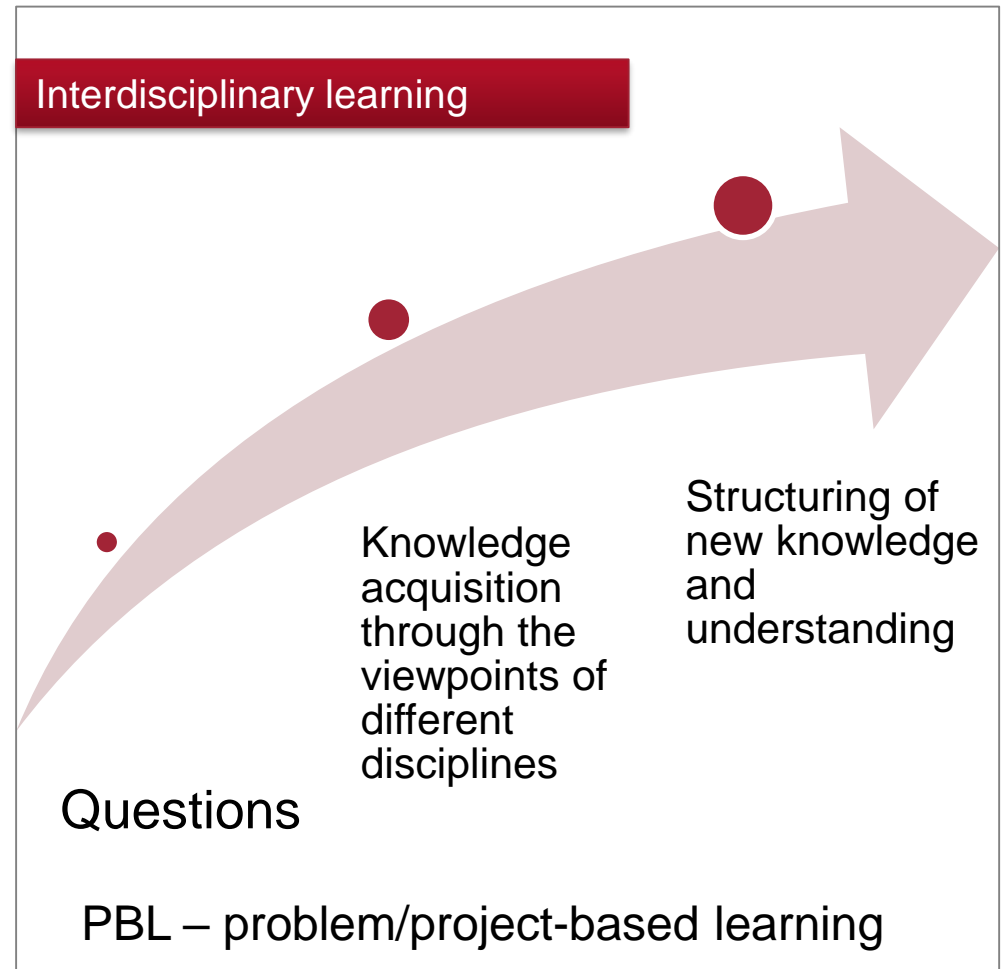 Interdisciplinary learning
Questions
Knowledge
acquisition
through the
viewpoints of
different
disciplines
Structuring of
new knowledge
and
understanding
PBL – problem/project-based learning